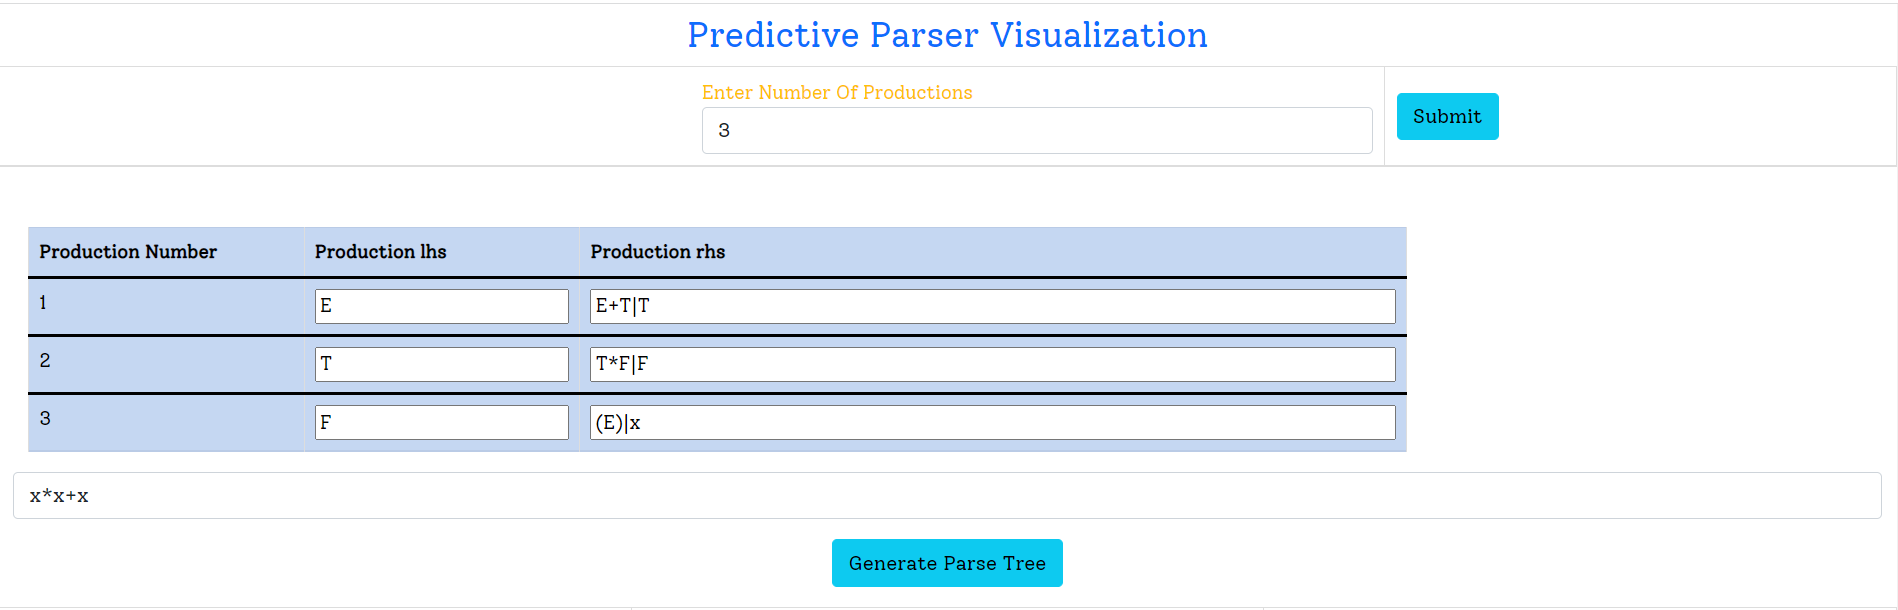 Predictive Parser Visualization
Enter Number Of Productions
3
Submit
Production Number Production lhs Production rhs
1 E E+T|T
2 T T*F|F
3 F (E)|x
x*x+x
Generate Parse Tree